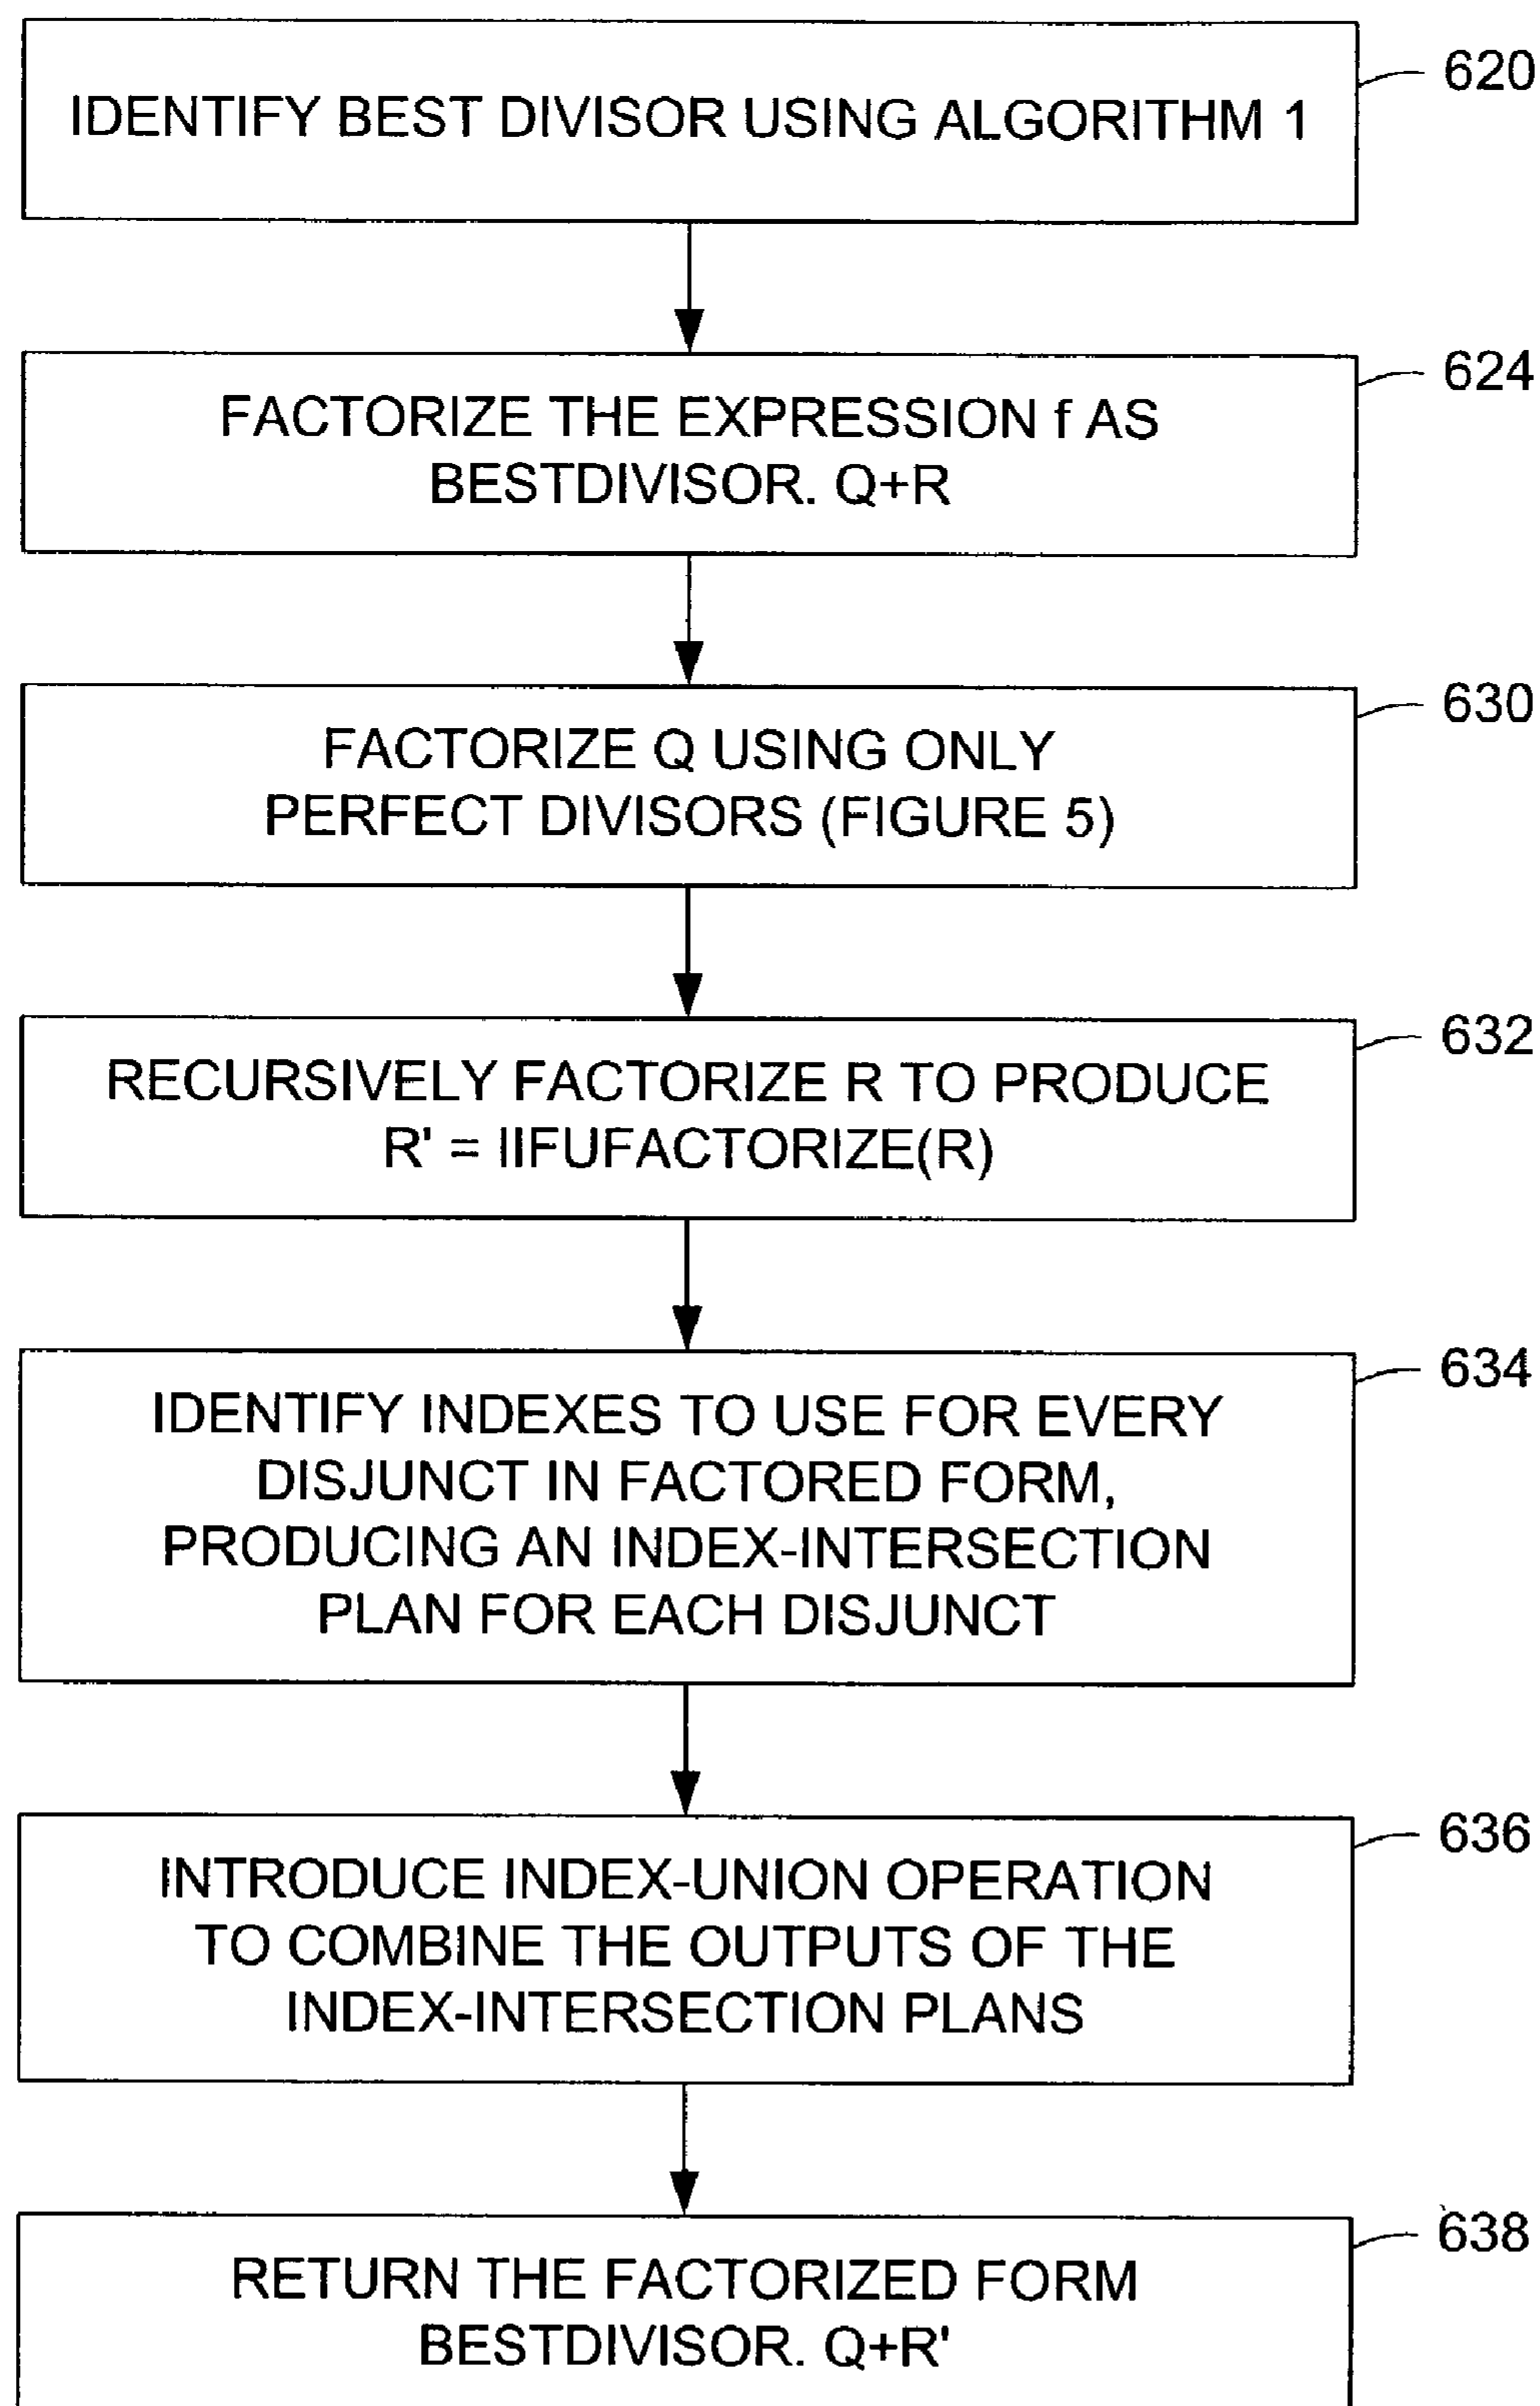 IDENTIFY BEST DIVISOR USING ALGORITHM 1
620
FACTORIZE THE EXPRESSION f AS
BESTDIVISOR. Q+R
624
FACTORIZE Q USING ONLY
PERFECT DIVISORS (FIGURE 5)
630
RECURSIVELY FACTORIZE R TO PRODUCE
R' = IIFUFACTORIZE(R)
632
IDENTIFY INDEXES TO USE FOR EVERY
DISJUNCT IN FACTORED FORM,
PRODUCING AN INDEX-INTERSECTION
PLAN FOR EACH DISJUNCT
634
INTRODUCE INDEX-UNION OPERATION
TO COMBINE THE OUTPUTS OF THE
INDEX-INTERSECTION PLANS
636
RETURN THE FACTORIZED FORM
BESTDIVISOR. Q+R'
638